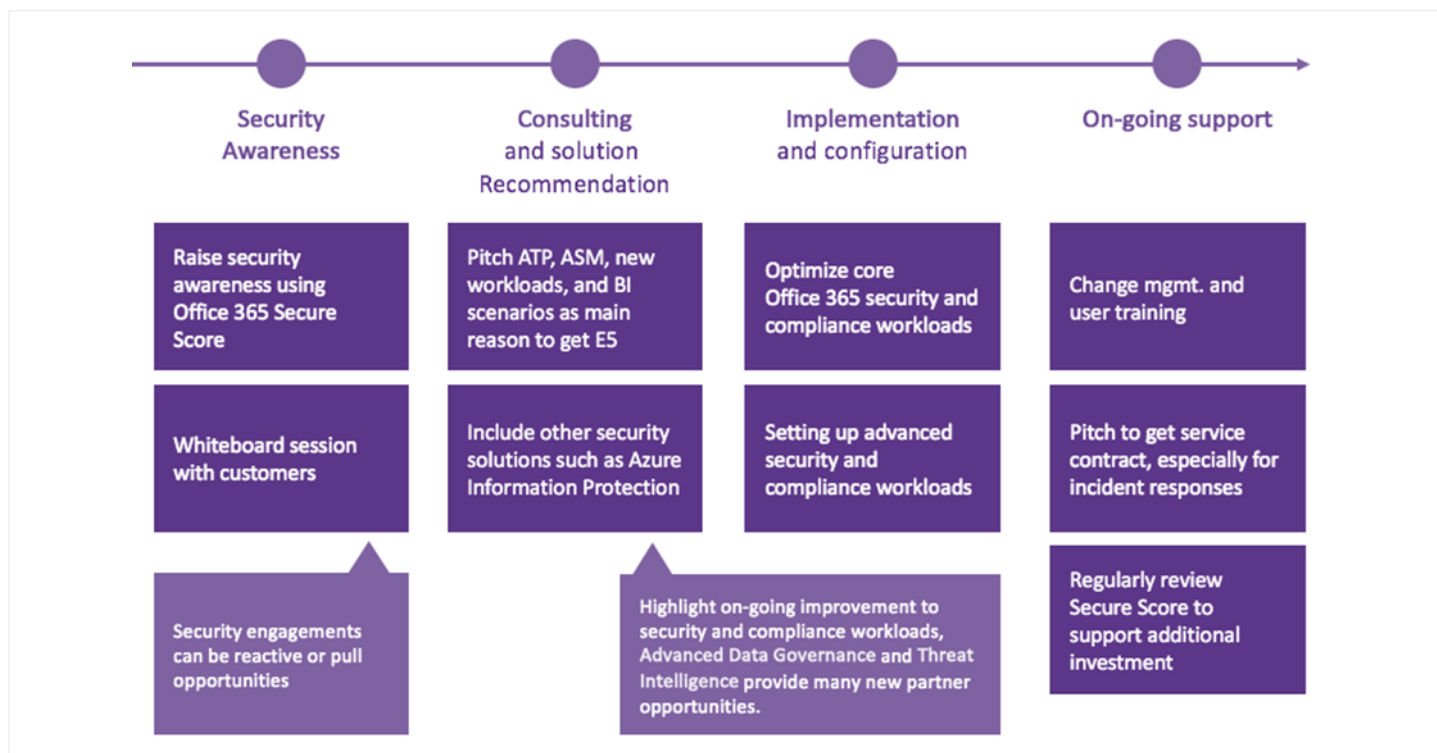 Security
Awareness
Consulting
and solution
Recommendation
Implementation
and configuration
On-going support
Raise security
awareness using
Office 365 Secure
Score
Pitch ATP, ASM, new
workloads, and BI
scenarios as main
reason to get E5
Optimize core
Office 365 security and
compliance workloads
Change mgmt. and
user training
Whiteboard session
with customers
Include other security
solutions such as Azure
Information Protection
Setting up advanced
security and
compliance workloads
Pitch to get service
contract, especially for
incident responses
Security engagements
can be reactive or pull
opportunities
Highlight on-going improvement to
security and compliance workloads,
Advanced Data Governance and Threat
Intelligence provide many new partner
opportunities.
Regularly review
Secure Score to
support additional
investment